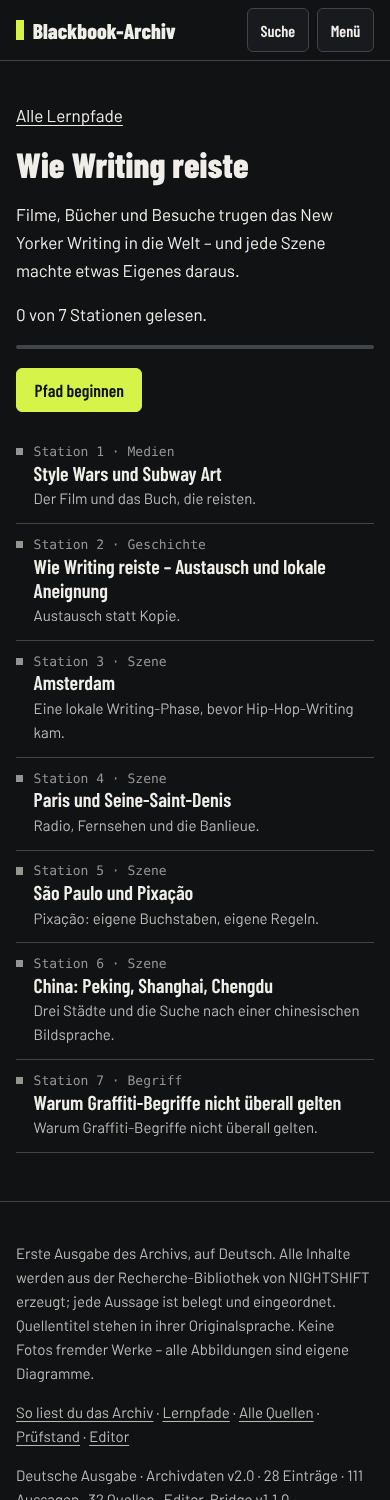 Blackbook-Archiv
Suche
Menü
Alle Lernpfade
Wie Writing reiste
Filme, Bücher und Besuche trugen das New
Yorker Writing in die Welt – und jede Szene
machte etwas Eigenes daraus.
0 von 7 Stationen gelesen.
Pfad beginnen
Station 1 · Medien
Style Wars und Subway Art
Der Film und das Buch, die reisten.
Station 2 · Geschichte
Wie Writing reiste – Austausch und lokale
Aneignung
Austausch statt Kopie.
Station 3 · Szene
Amsterdam
Eine lokale Writing-Phase, bevor Hip-Hop-Writing
kam.
Station 4 · Szene
Paris und Seine-Saint-Denis
Radio, Fernsehen und die Banlieue.
Station 5 · Szene
São Paulo und Pixação
Pixação: eigene Buchstaben, eigene Regeln.
Station 6 · Szene
China: Peking, Shanghai, Chengdu
Drei Städte und die Suche nach einer chinesischen
Bildsprache.
Station 7 · Begriff
Warum Graffiti-Begriffe nicht überall gelten
Warum Graffiti-Begriffe nicht überall gelten.
Erste Ausgabe des Archivs, auf Deutsch. Alle Inhalte
werden aus der Recherche-Bibliothek von NIGHTSHIFT
erzeugt; jede Aussage ist belegt und eingeordnet.
Quellentitel stehen in ihrer Originalsprache. Keine
Fotos fremder Werke – alle Abbildungen sind eigene
Diagramme.
So liest du das Archiv · Lernpfade · Alle Quellen ·
Prüfstand · Editor
Deutsche Ausgabe · Archivdaten v2.0 · 28 Einträge · 111
Aussagen · 32 Quellen · Editor-Bridge v1.1.0